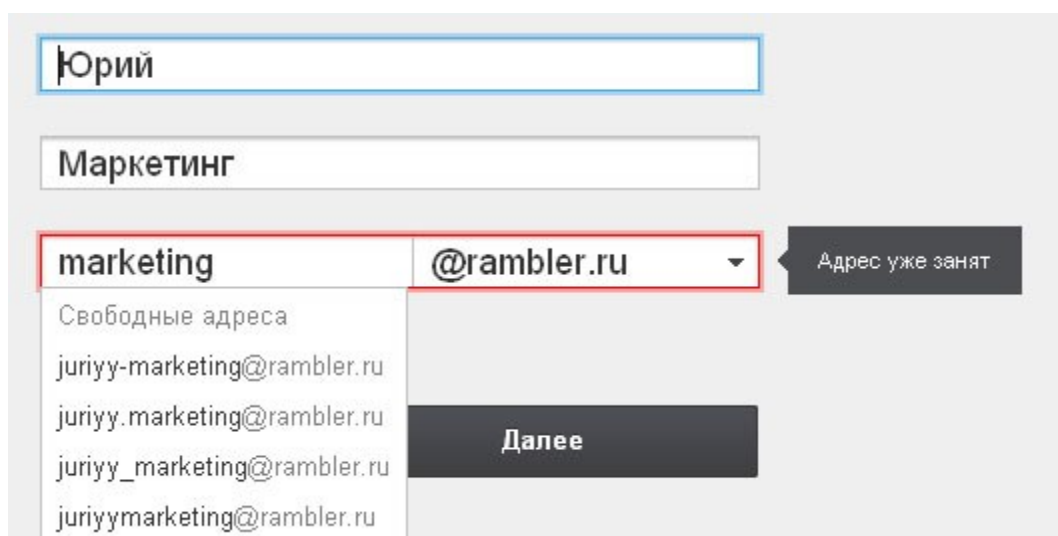 Юрий
Маркетинг
marketing @rambler.ru Адрес уже занят
Свободные адреса
juriyy-marketing@rambler.ru
juriyy.marketing@rambler.ru
Далее
juriyy_marketing@rambler.ru
juriyymarketing@rambler.ru